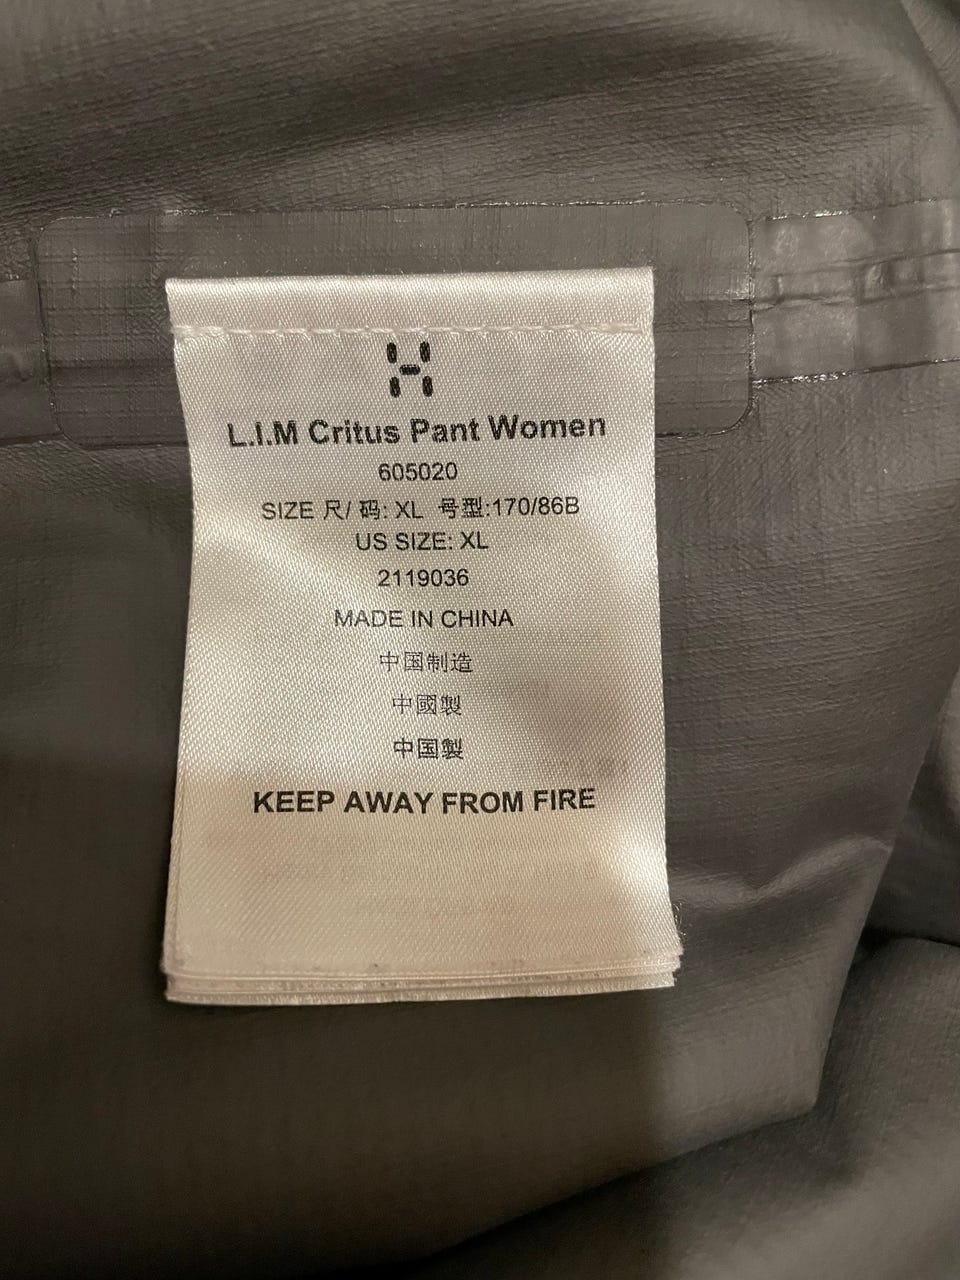 L.I.M Critus Pant Women
605020
SIZE 尺/ 码: XL 号型:170/86B
US SIZE: XL
2119036
MADE IN CHINA
中国制造
中國製
中国製
KEEP AWAY FROM FIRE